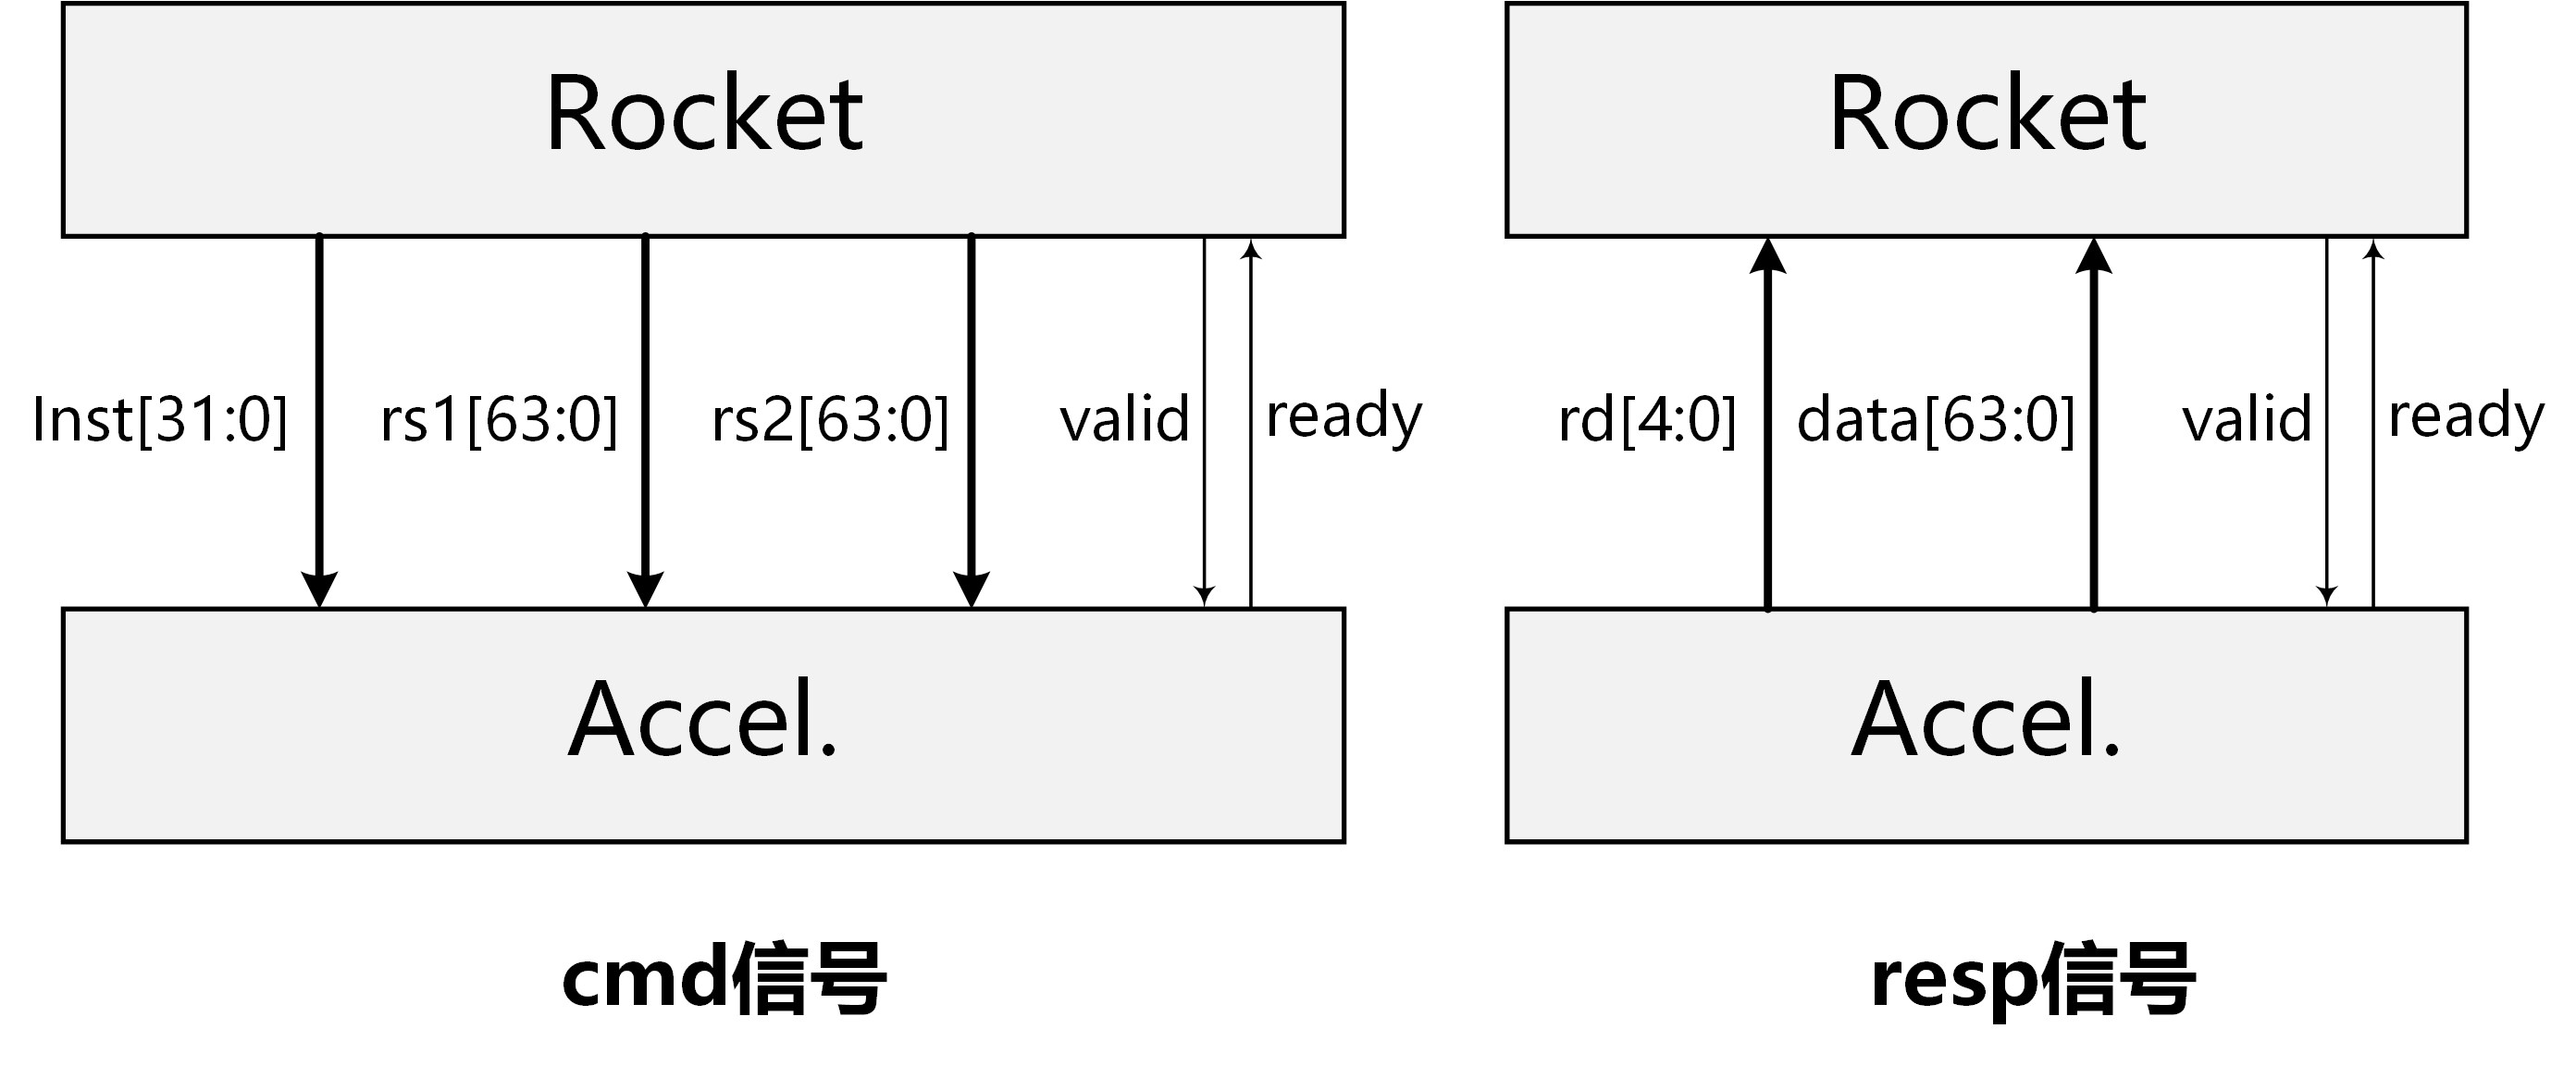 Rocket
Inst[31:0]
rs1[63:0]
rs2[63:0]
valid
ready
Accel.
cmd信号
Rocket
rd[4:0]
data[63:0]
valid
ready
Accel.
resp信号